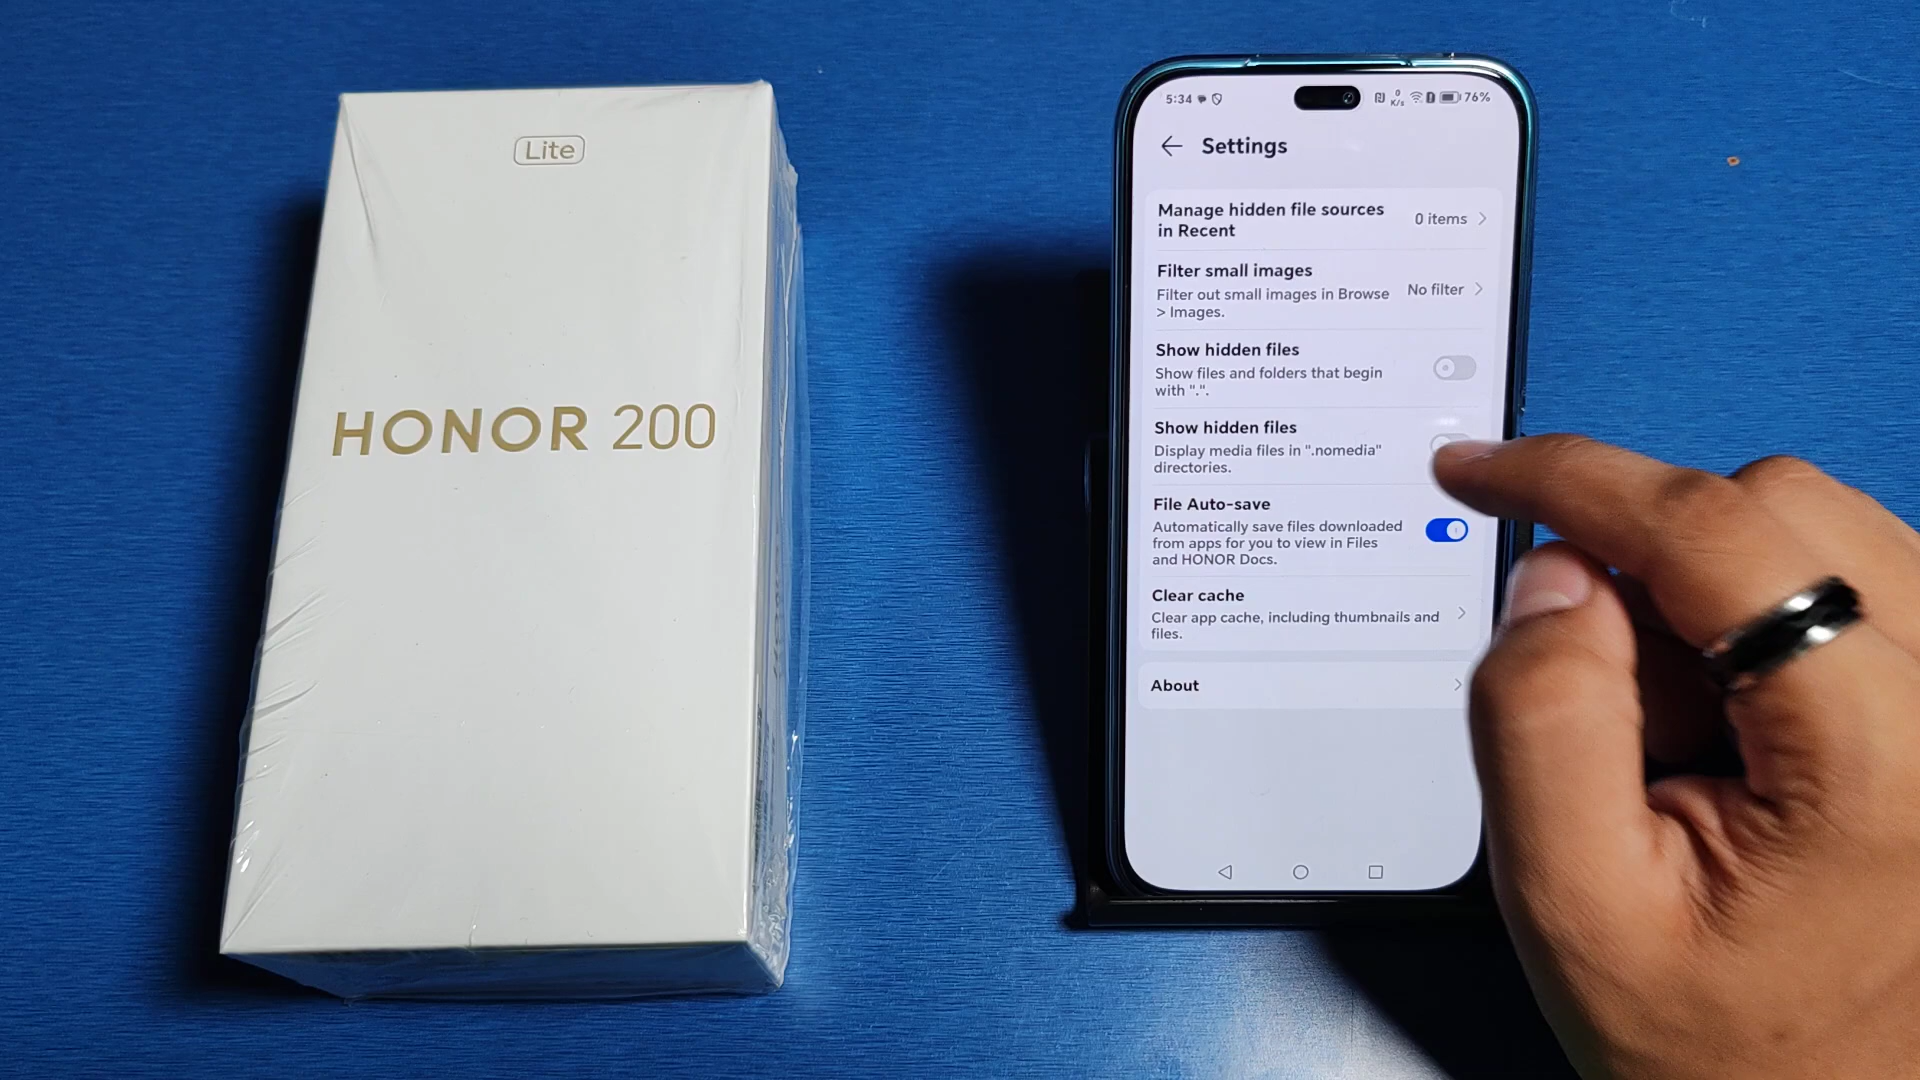 Lite
HONOR 200
5:34
0
K/s
76%
Settings
Manage hidden file sources
in Recent
0 items
Filter small images
Filter out small images in Browse
> Images.
No filter
Show hidden files
Show files and folders that begin
with ".".
Show hidden files
Display media files in ".nomedia"
directories.
File Auto-save
Automatically save files downloaded
from apps for you to view in Files
and HONOR Docs.
Clear cache
Clear app cache, including thumbnails and
files.
About